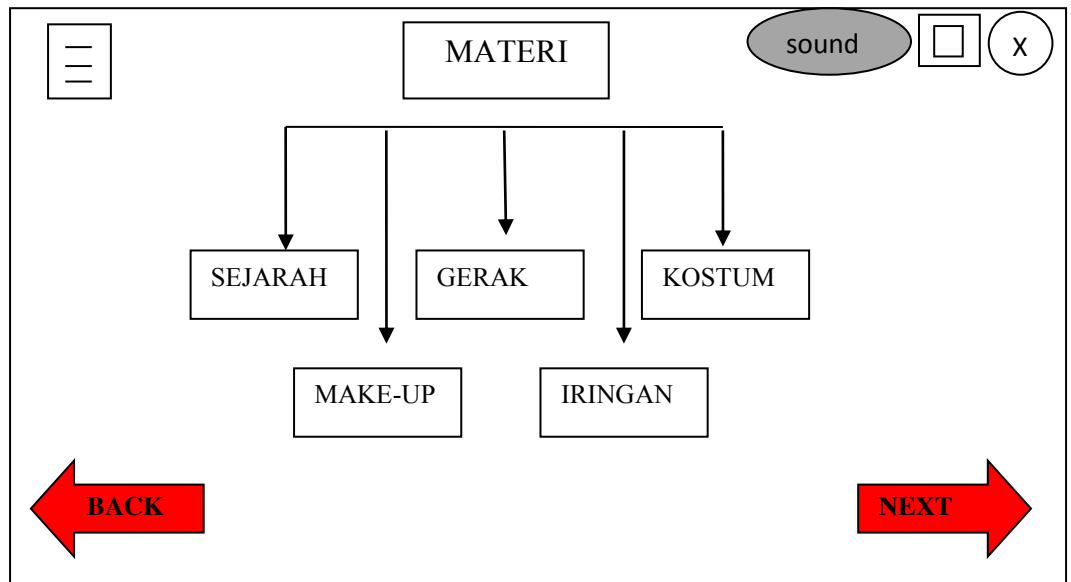 MATERI
sound
x
SEJARAH
GERAK
KOSTUM
MAKE-UP
IRINGAN
BACK
NEXT